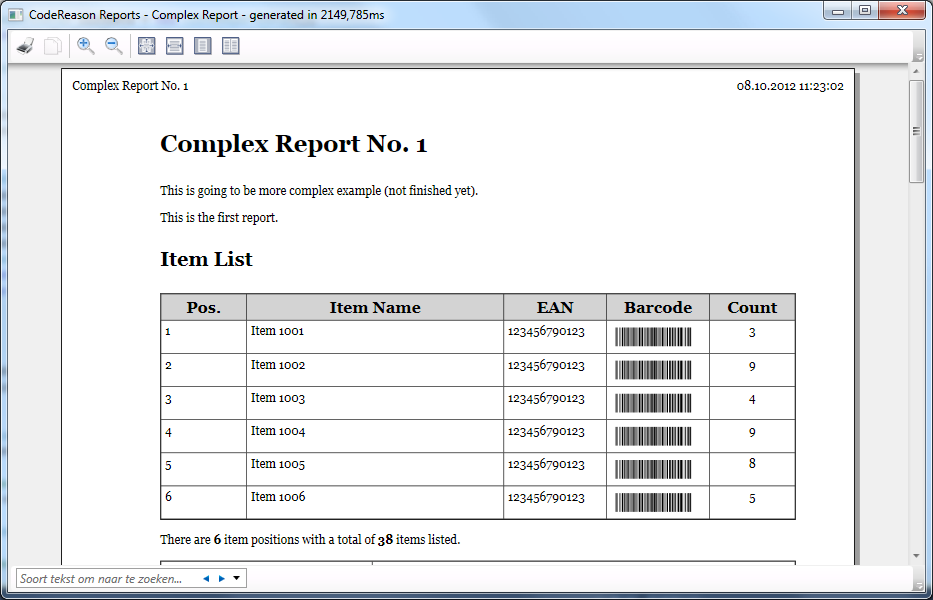 CodeReason Reports - Complex Report - generated in 2149,785ms
Complex Report No. 1 08.10.2012 11:23:02
Complex Report No. 1
This is going to be more complex example (not finished yet).
This is the first report.
Item List
Pos. Item Name EAN Barcode Count
1 Item 1001 123456790123 3
2 Item 1002 123456790123 9
3 Item 1003 123456790123 4
4 Item 1004 123456790123 9
5 Item 1005 123456790123 8
6 Item 1006 123456790123 5
There are 6 item positions with a total of 38 items listed.
Soort tekst om naar te zoeken...